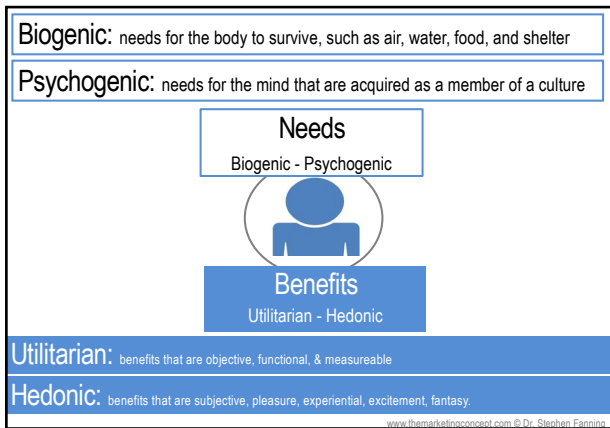 Biogenic: needs for the body to survive, such as air, water, food, and shelter
Psychogenic: needs for the mind that are acquired as a member of a culture
Needs
Biogenic - Psychogenic
Benefits
Utilitarian - Hedonic
Utilitarian: benefits that are objective, functional, & measureable
Hedonic: benefits that are subjective, pleasure, experiential, excitement, fantasy.
www.themarketingconcept.com © Dr. Stephen Fanning